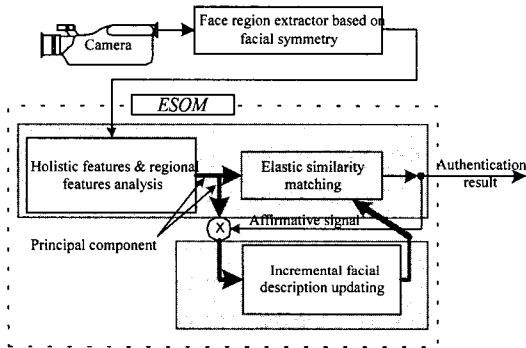 Face region extractor based on
facial symmetry
Camera
ESOM
Holistic features & regional
features analysis
Elastic similarity
matching
Authentication
result
Principal component
Affirmative signal
X
Incremental facial
description updating